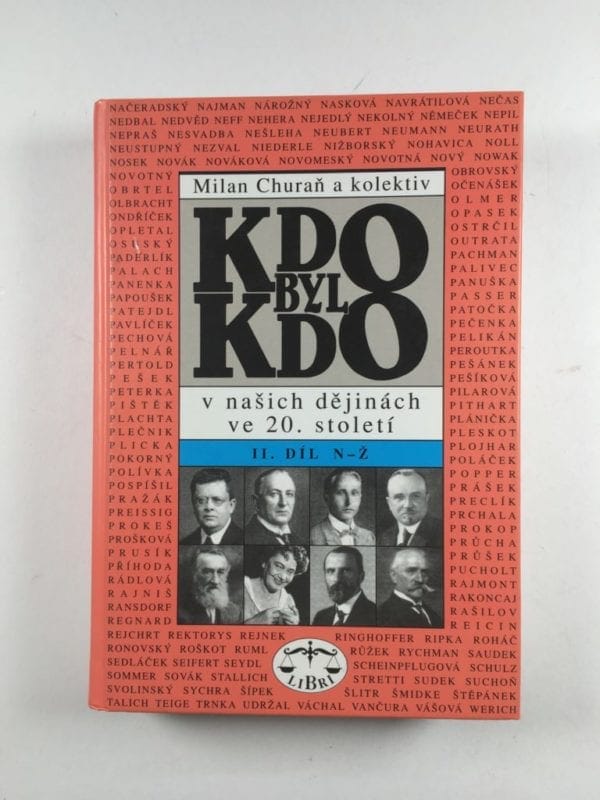 NAČERADSKÝ NAJMAN NÁROŽNÝ NASKOVÁ NAVRÁTILOVÁ NEČAS
NEDBAL NEDVĚD NEFF NEHERA NEJEDLÝ NEKOLNÝ NĚMEČEK NEPIL
NEPRAŠ NESVADBA NEŠLEHA NEUBERT NEUMANN NEURATH
NEUSTUPNÝ NEZVAL NIEDERLE NIŽBORSKÝ NOHAVICA NOLL
NOSEK NOVÁK NOVÁKOVÁ NOVOMESKÝ NOVOTNÁ NOVÝ NOWAK
NOVOTNÝ
OBRTEL
OLBRACHT
ONDŘÍČEK
OPLETAL
OSUSKÝ
PADERLÍK
PALACH
PANENKA
PAPOUŠEK
PATEJDL
PAVLÍČEK
PECHOVÁ
PELNÁŘ
PERTOLD
PEŠEK
PETERKA
PIŠTĚK
PLACHTA
PLEČNIK
PLICKA
POKORNÝ
POLÍVKA
POSPÍŠIL
PRAŽÁK
PREISSIG
PROKEŠ
PROŠKOVÁ
PRUSÍK
PŘÍHODA
RÁDLOVÁ
RAJNIŠ
RANSDORF
REGNARD
Milan Churaň a kolektiv
KDO
BYL
KDO
v našich dějinách
ve 20. století
II. DÍL N–Ž
OBROVSKÝ
OČENÁŠEK
OLMER
OPASEK
OSTRČIL
OUTRATA
PACHMAN
PALIVEC
PANUŠKA
PASSER
PATOČKA
PEČENKA
PELIKÁN
PEROUTKA
PEŠÁNEK
PEŠÍKOVÁ
PILAROVÁ
PITHART
PLÁNIČKA
PLESKOT
PLOJHAR
POLÁČEK
POPPER
PRÁŠEK
PRECLÍK
PRCHALA
PROKOP
PRŮCHA
PRŮŠEK
PUCHOLT
RAJMONT
RAKONCAJ
RAŠILOV
REICIN
REJCHRT REKTORYS REJNEK RINGHOFFER RIPKA ROHÁČ
RONOVSKÝ ROŠKOT RUML RŮŽEK RYCHMAN SAUDEK
SEDLÁČEK SEIFERT SEYDL SCHEINPFLUGOVÁ SCHULZ
SOMMER SOVÁK STALLICH STRETTI SUDEK SUCHOŇ
SVOLINSKÝ SYCHRA ŠÍPEK ŠLITR ŠMIDKE ŠTĚPÁNEK
TALICH TEIGE TRNKA UDRŽAL VÁCHAL VANČURA VÁŠOVÁ WERICH
LIBRI